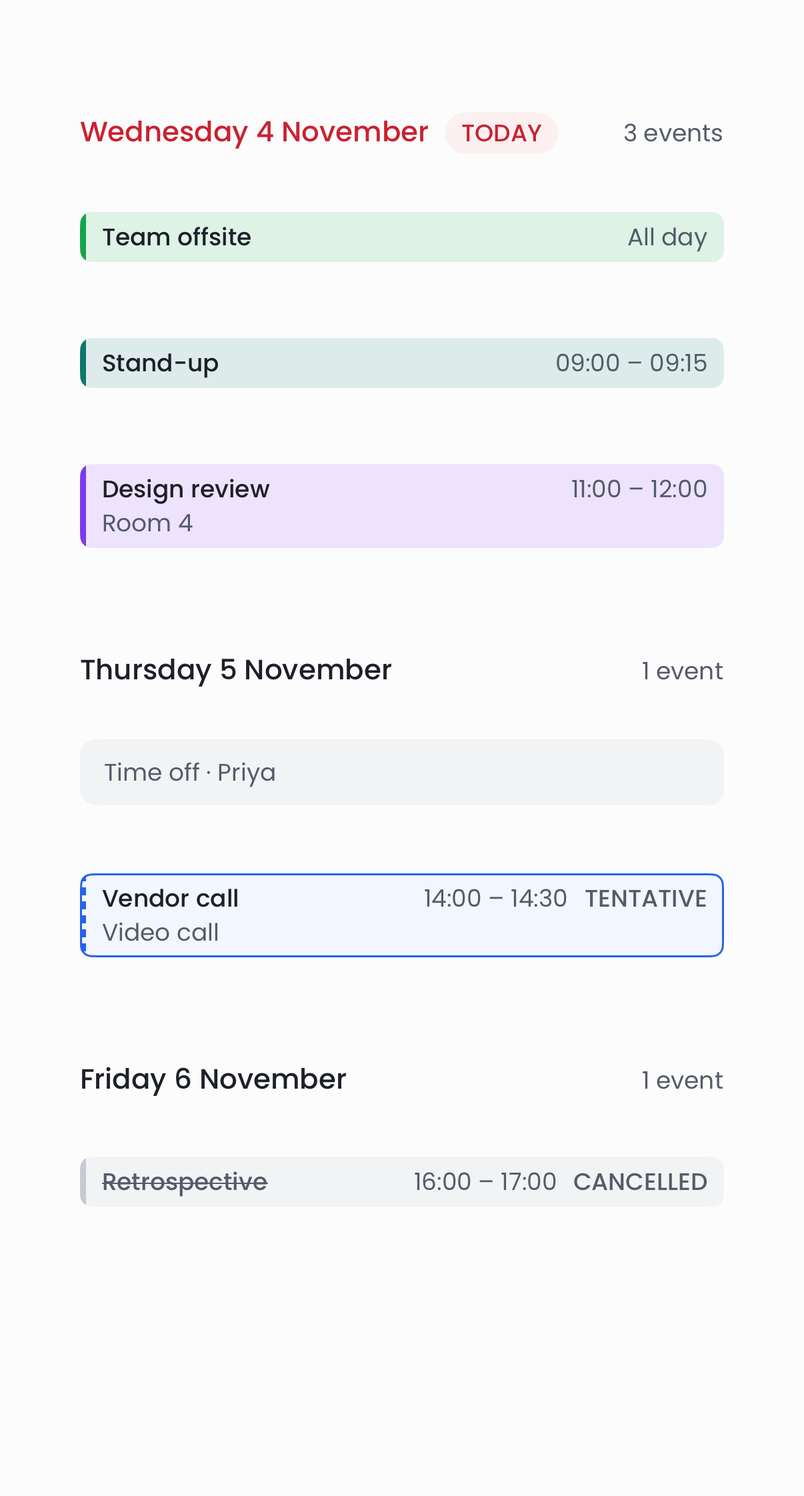 Wednesday 4 November TODAY 3 events
Team offsite All day
Stand-up 09:00 – 09:15
Design review 11:00 – 12:00
Room 4
Thursday 5 November 1 event
Time off · Priya
Vendor call 14:00 – 14:30 TENTATIVE
Video call
Friday 6 November 1 event
Retrospective 16:00 – 17:00 CANCELLED